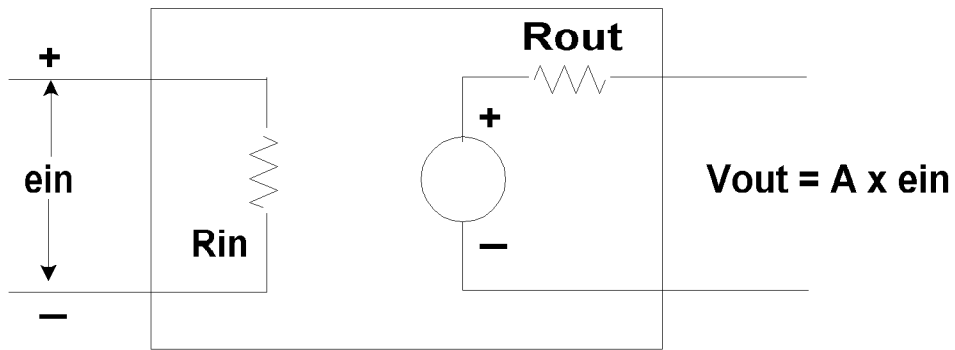 Rout
+
+
ein
Vout = A x ein
Rin
–
–